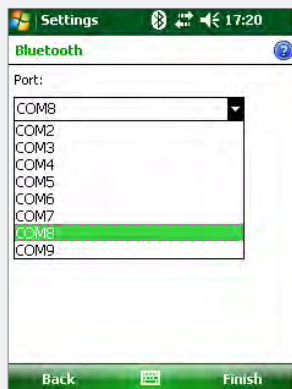 Settings 17:20
Bluetooth ?
Port:
COM8
COM2
COM3
COM4
COM5
COM6
COM7
COM8
COM9
Back Finish